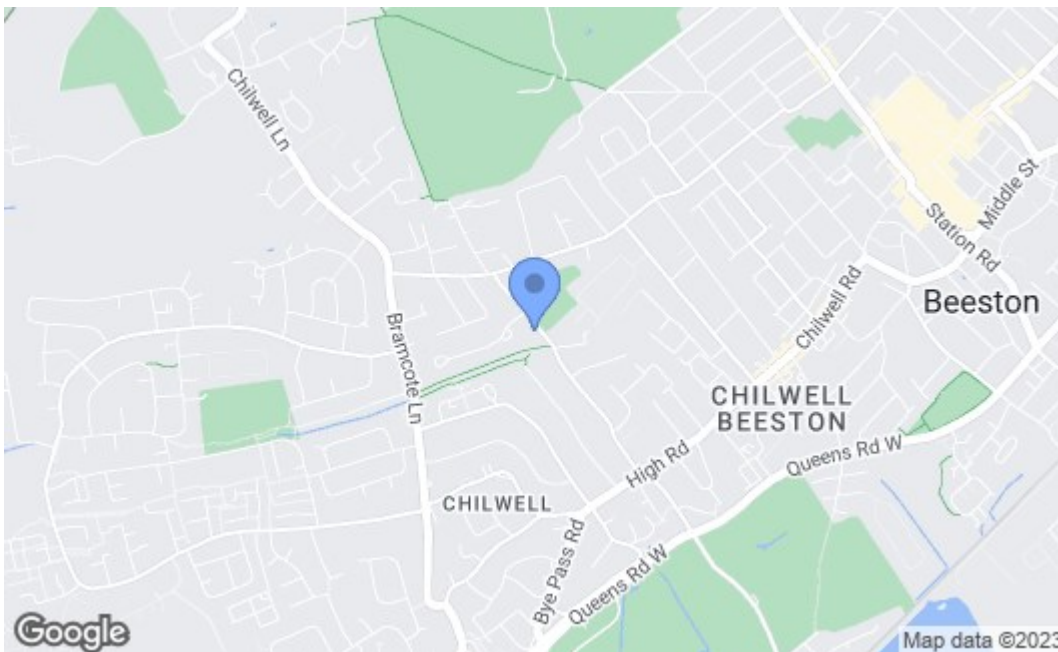 Chilwell Ln
Middle St
Station Rd
Beeston
Chilwell Rd
Bramcote Ln
CHILWELL
BEESTON
Queens Rd W
High Rd
CHILWELL
Bye Pass Rd
Queens Rd W
Google
Map data ©2023